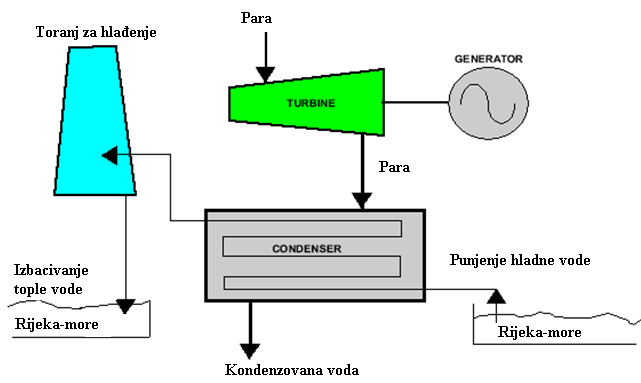 Para
Toranj za hlađenje
GENERATOR
TURBINE
Para
CONDENSER
Punjenje hladne vode
Izbacivanje
tople vode
Rijeka-more
Rijeka-more
Kondenzovana voda